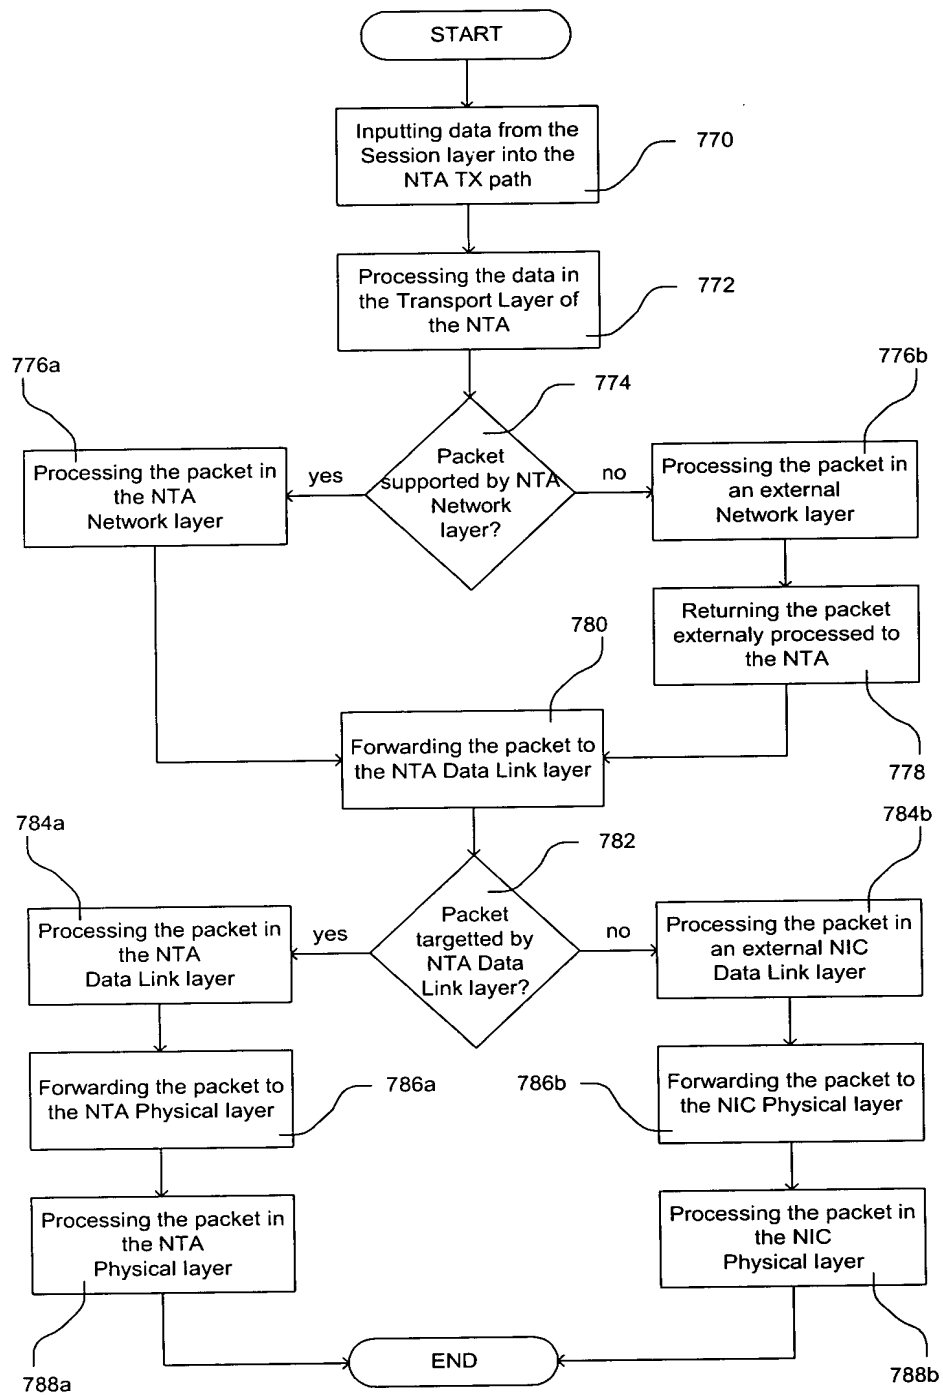 START
Inputting data from the
Session layer into the
NTA TX path
770
Processing the data in
the Transport Layer of
the NTA
772
776a
774
776b
Processing the packet in
the NTA
Network layer
yes
Packet
supported by NTA
Network
layer?
no
Processing the packet in
an external
Network layer
Returning the packet
externaly processed to
the NTA
778
780
Forwarding the packet to
the NTA Data Link layer
784a
782
784b
Processing the packet in
the NTA
Data Link layer
yes
Packet
targetted by
NTA Data
Link layer?
no
Processing the packet in
an external NIC
Data Link layer
Forwarding the packet to
the NTA Physical layer
786a
786b
Forwarding the packet to
the NIC Physical layer
Processing the packet in
the NTA
Physical layer
Processing the packet in
the NIC
Physical layer
788a
END
788b